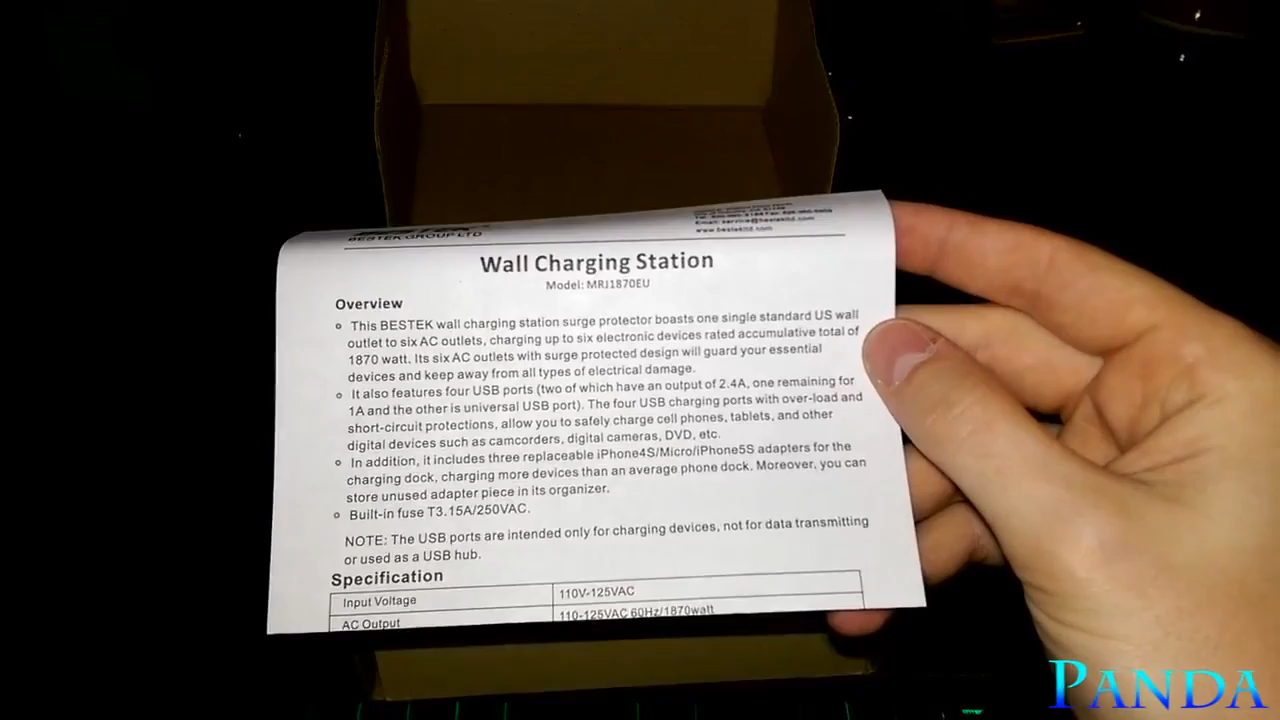 BESTEK GROUP LTD
Email: service@bestekltd.com
www.bestekltd.com
Wall Charging Station
Model: MRJ1870EU
Overview
This BESTEK wall charging station surge protector boasts one single standard US wall
outlet to six AC outlets, charging up to six electronic devices rated accumulative total of
1870 watt. Its six AC outlets with surge protected design will guard your essential
devices and keep away from all types of electrical damage.
It also features four USB ports (two of which have an output of 2.4A, one remaining for
1A and the other is universal USB port). The four USB charging ports with over-load and
short-circuit protections, allow you to safely charge cell phones, tablets, and other
digital devices such as camcorders, digital cameras, DVD, etc.
In addition, it includes three replaceable iPhone4S/Micro/iPhone5S adapters for the
charging dock, charging more devices than an average phone dock. Moreover, you can
store unused adapter piece in its organizer.
Built-in fuse T3.15A/250VAC.
NOTE: The USB ports are intended only for charging devices, not for data transmitting
or used as a USB hub.
Specification
Input Voltage 110V-125VAC
AC Output 110-125VAC 60Hz/1870watt
PANDA